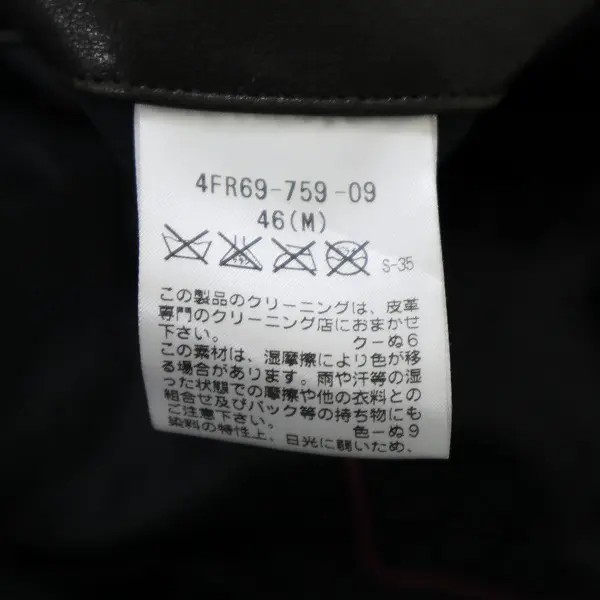 4FR69-759-09
46(M)
S-35
この製品のクリーニングは、皮革
専門のクリーニング店におまかせ
下さい。 クーぬ6
この素材は、湿摩擦により色が移
る場合があります。雨や汗等の湿
った状態での摩擦や他の衣料との
組合せ及びバック等の持ち物にも
ご注意下さい。 色ーぬ9
染料の特性上、日光に弱いため、